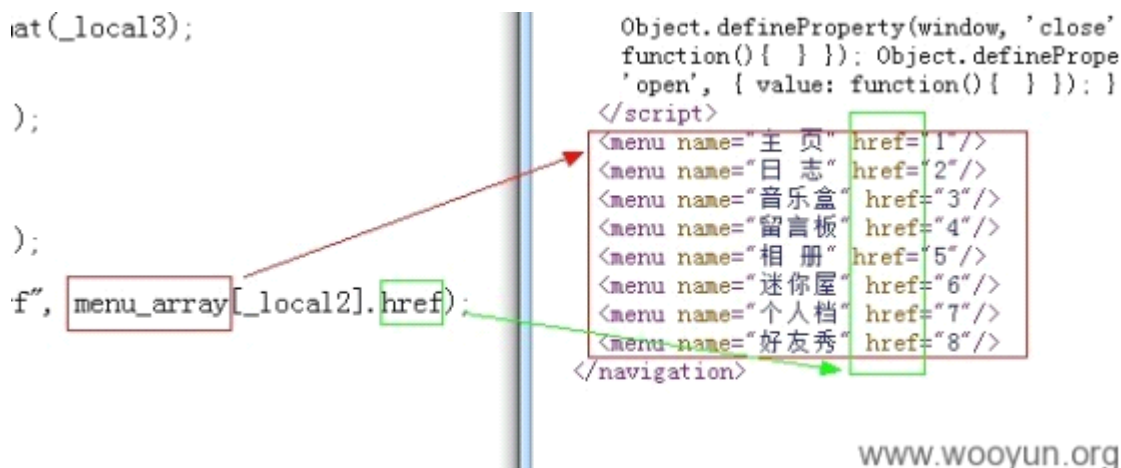 at(_local3);
);
);
f", menu_array[_local2].href);
Object.defineProperty(window, 'close'
function(){ } }); Object.definePrope
'open', { value: function(){ } }); }
</script>
<menu name="主 页" href="1"/>
<menu name="日 志" href="2"/>
<menu name="音乐盒" href="3"/>
<menu name="留言板" href="4"/>
<menu name="相 册" href="5"/>
<menu name="迷你屋" href="6"/>
<menu name="个人档" href="7"/>
<menu name="好友秀" href="8"/>
</navigation>
www.wooyun.org